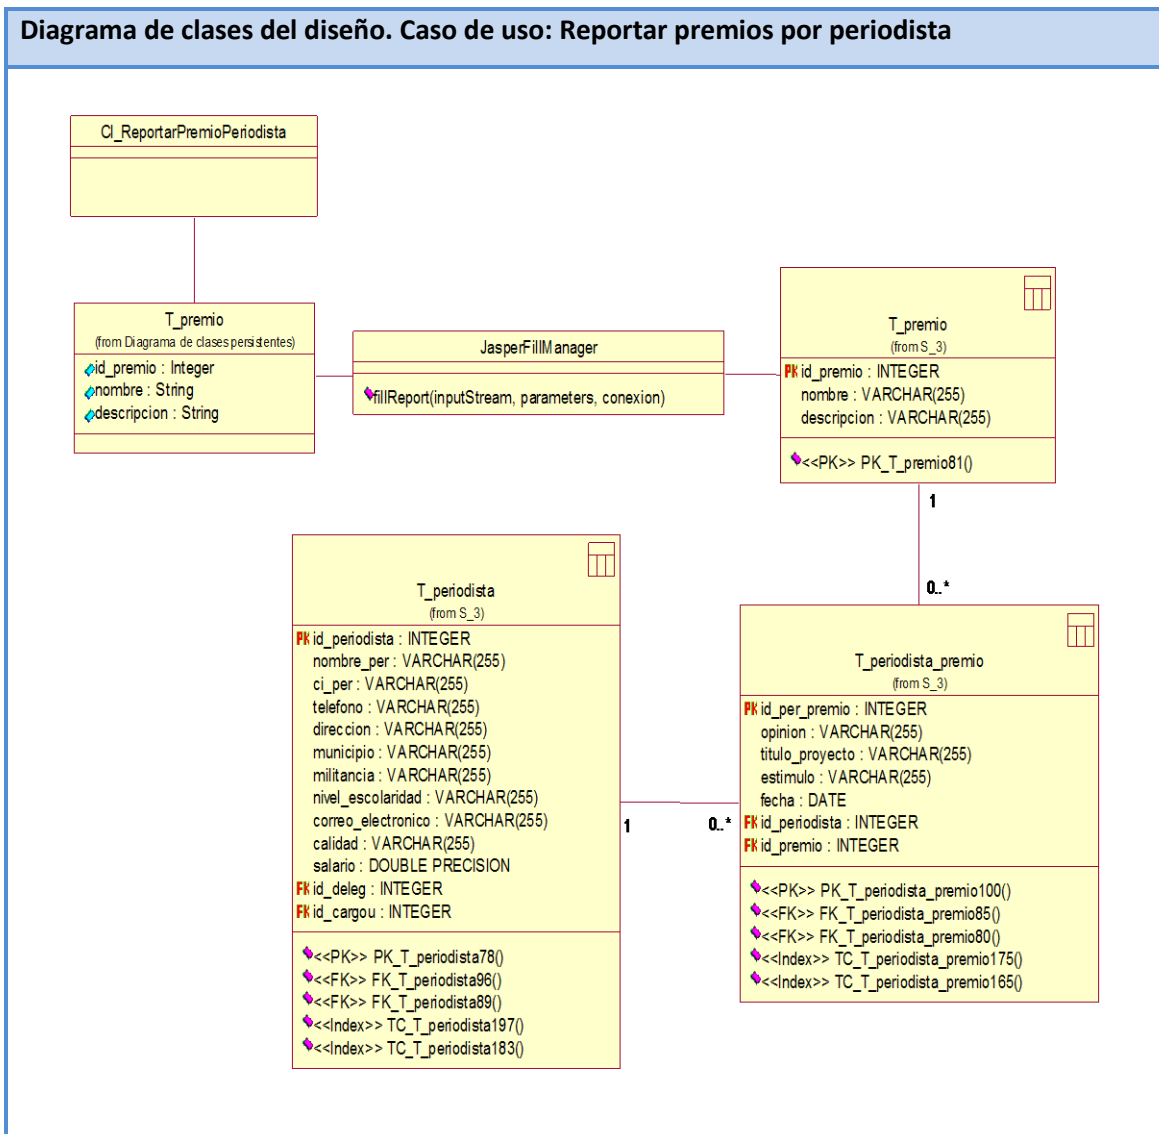 Diagrama de clases del diseño. Caso de uso: Reportar premios por periodista
CI_ReportarPremioPeriodista
T_premio
(from Diagrama de clases persistentes)
id_premio : Integer
nombre : String
descripcion : String
JasperFillManager
fillReport(inputStream, parameters, conexion)
T_premio
(from S_3)
PK id_premio : INTEGER
nombre : VARCHAR(255)
descripcion : VARCHAR(255)
<<PK>> PK_T_premio81()
1
0..*
T_periodista
(from S_3)
PK id_periodista : INTEGER
nombre_per : VARCHAR(255)
ci_per : VARCHAR(255)
telefono : VARCHAR(255)
direccion : VARCHAR(255)
municipio : VARCHAR(255)
militancia : VARCHAR(255)
nivel_escolaridad : VARCHAR(255)
correo_electronico : VARCHAR(255)
calidad : VARCHAR(255)
salario : DOUBLE PRECISION
FK id_deleg : INTEGER
FK id_cargou : INTEGER
<<PK>> PK_T_periodista78()
<<FK>> FK_T_periodista96()
<<FK>> FK_T_periodista89()
<<Index>> TC_T_periodista197()
<<Index>> TC_T_periodista183()
1
0..*
T_periodista_premio
(from S_3)
PK id_per_premio : INTEGER
opinion : VARCHAR(255)
titulo_proyecto : VARCHAR(255)
estimulo : VARCHAR(255)
fecha : DATE
FK id_periodista : INTEGER
FK id_premio : INTEGER
<<PK>> PK_T_periodista_premio100()
<<FK>> FK_T_periodista_premio85()
<<FK>> FK_T_periodista_premio80()
<<Index>> TC_T_periodista_premio175()
<<Index>> TC_T_periodista_premio165()